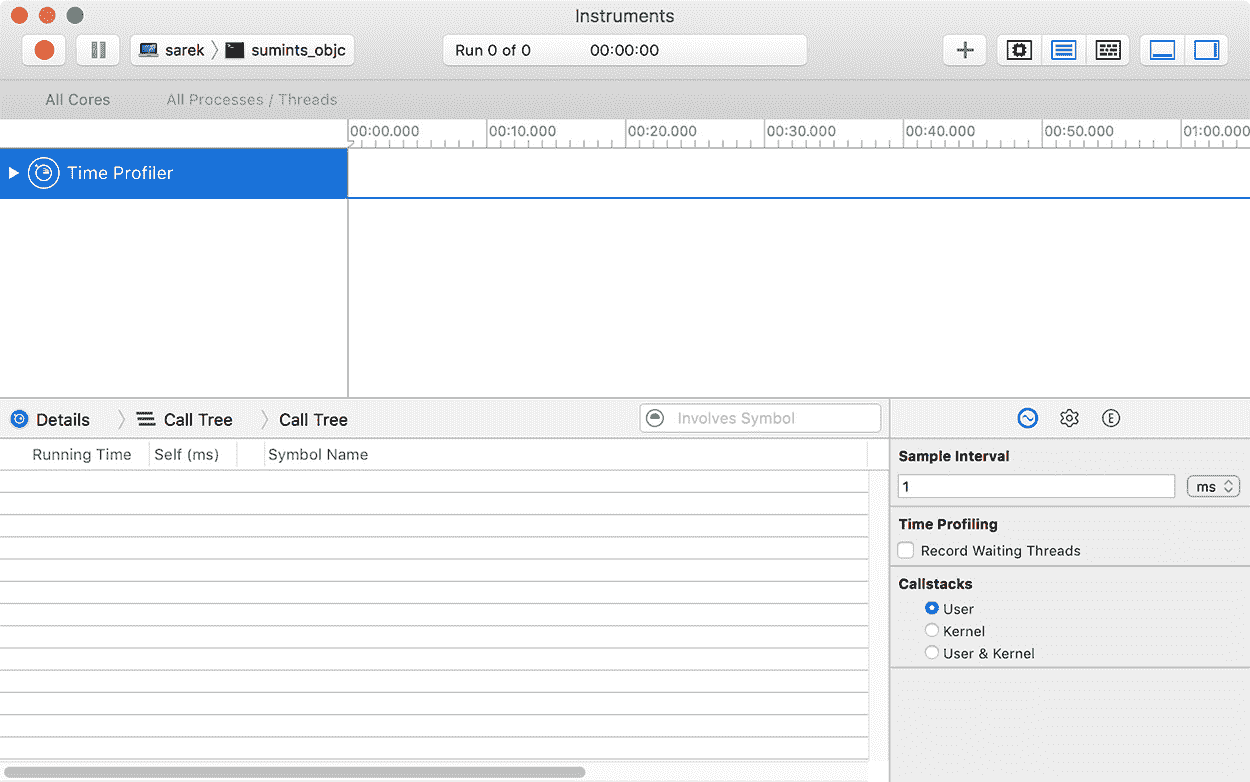 Instruments
sarek sumints_objc Run 0 of 0 00:00:00
All Cores All Processes / Threads
00:00.000 00:10.000 00:20.000 00:30.000 00:40.000 00:50.000 01:00.000
Time Profiler
Details Call Tree Call Tree Involves Symbol E
Running Time Self (ms) Symbol Name
Sample Interval
1 ms
Time Profiling
Record Waiting Threads
Callstacks
User
Kernel
User & Kernel